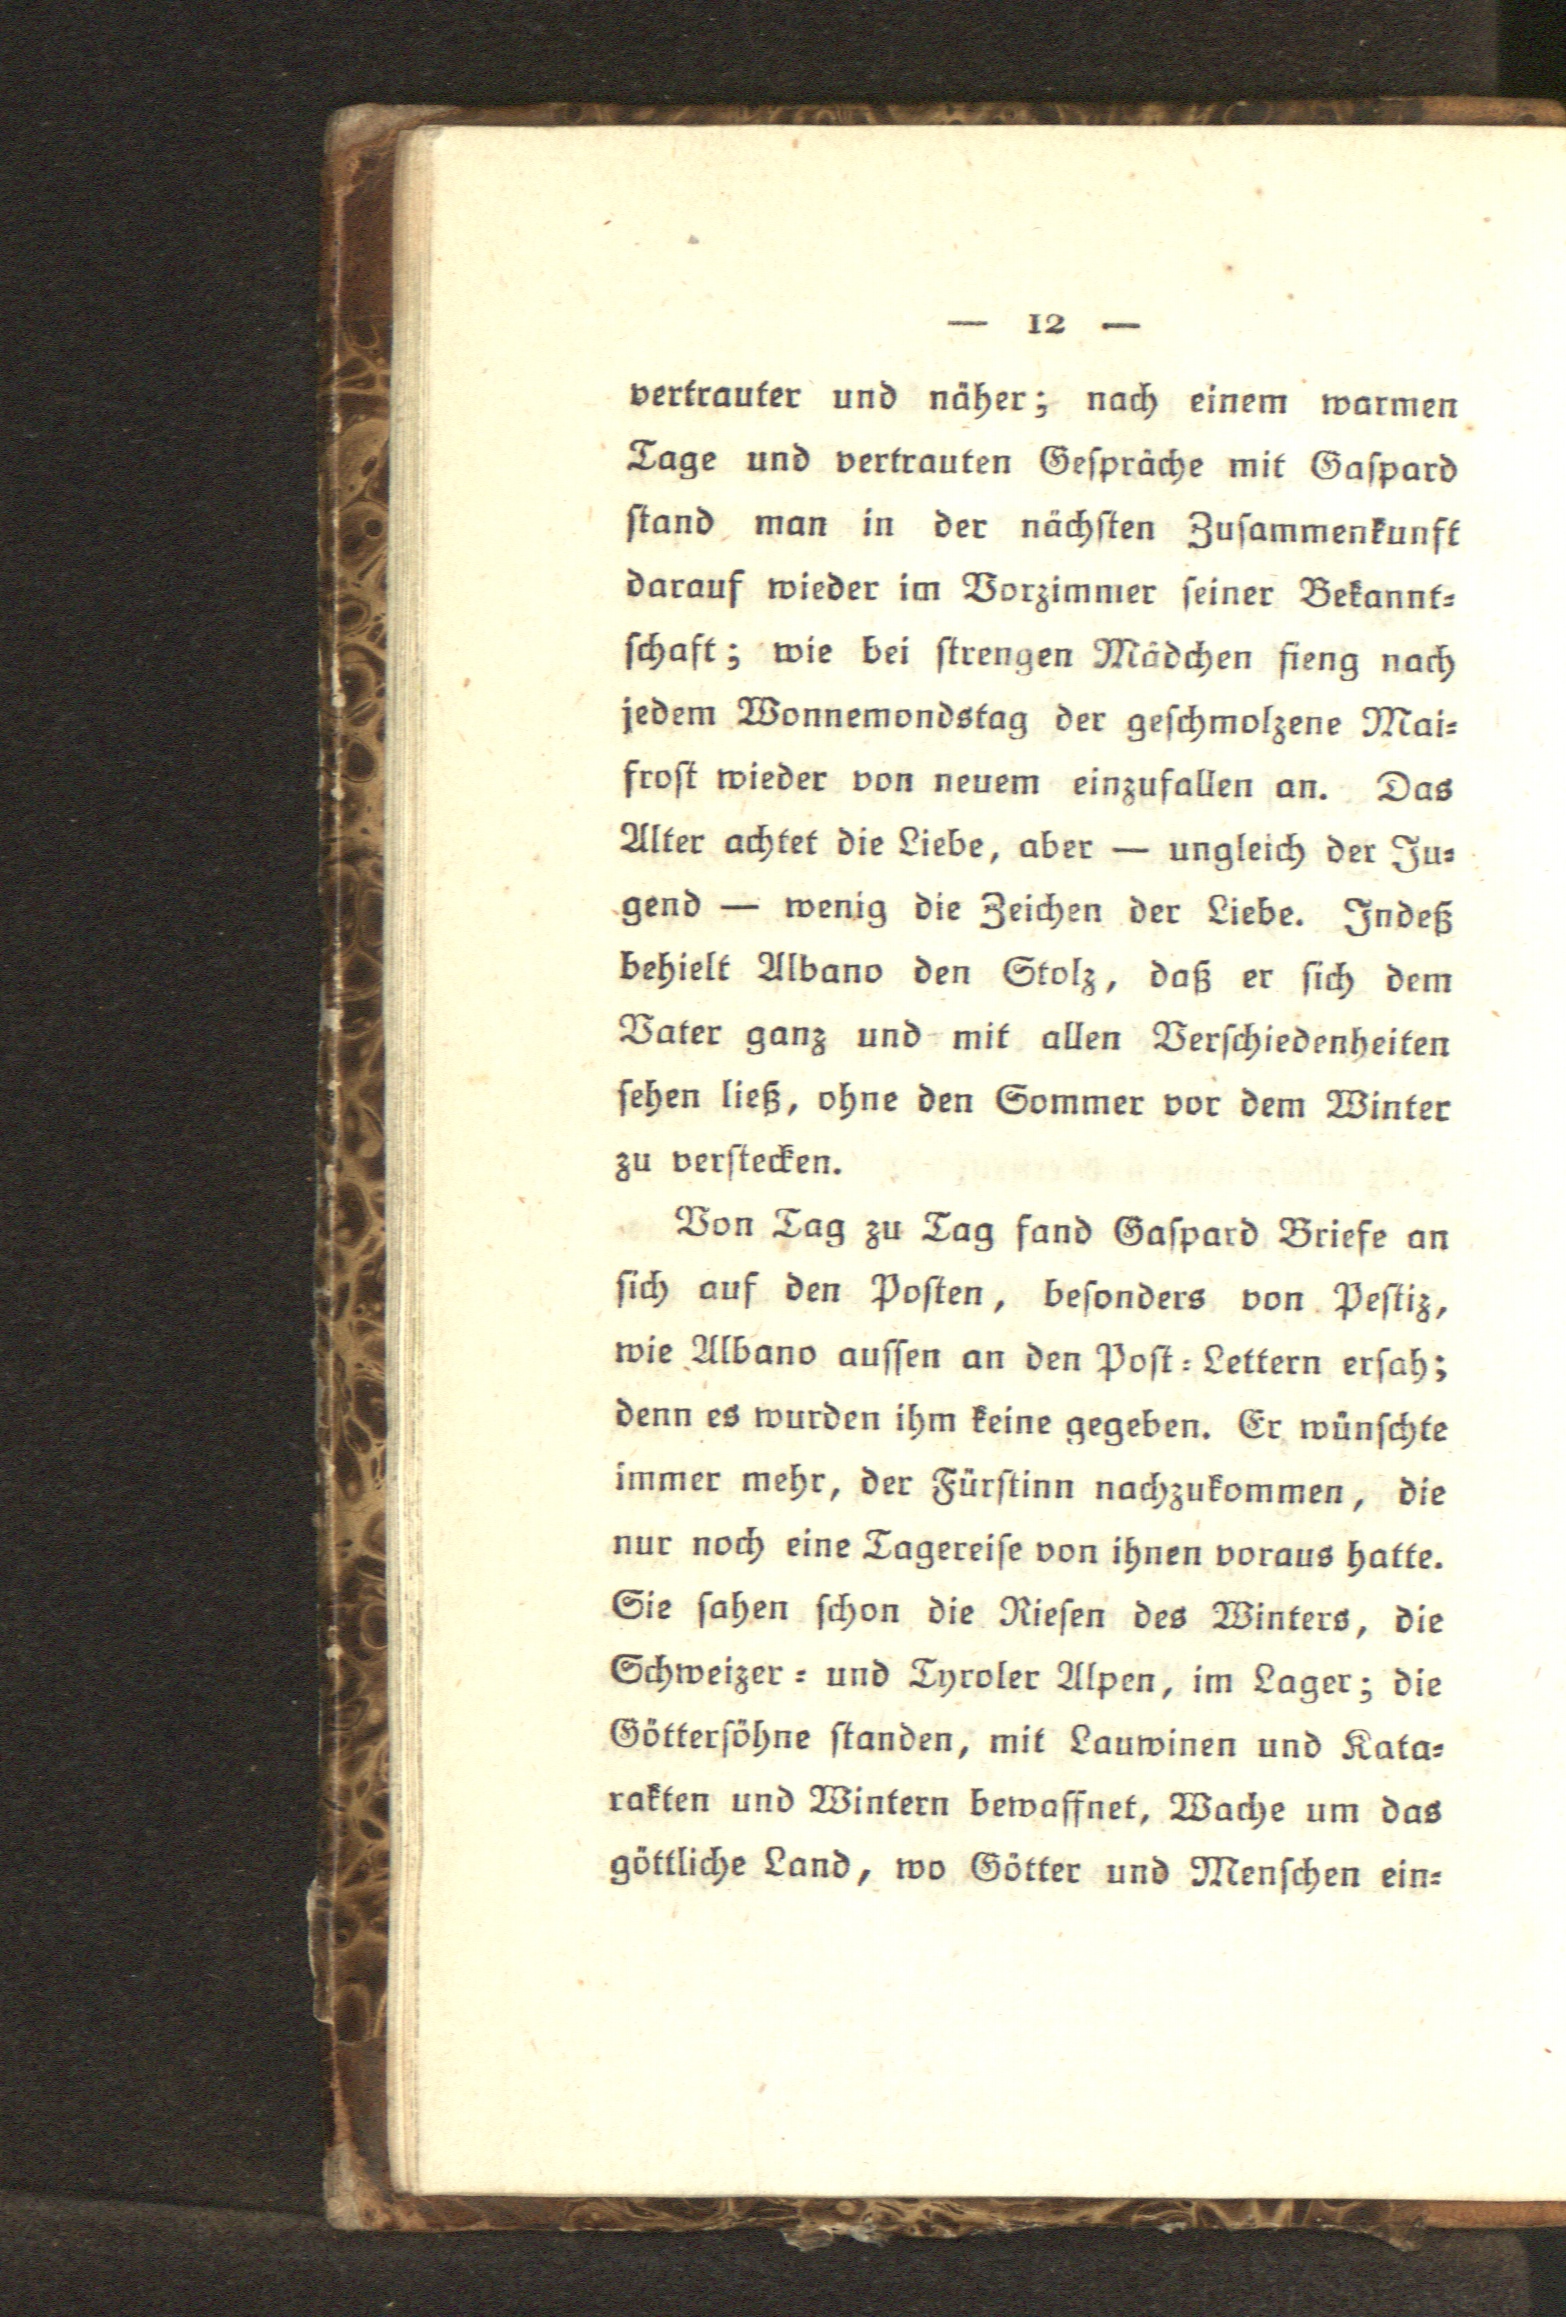 — 12 —
vertrauter und näher; nach einem warmen
Tage und vertrauten Geſpräche mit Gaſpard
ſtand man in der nächſten Zuſammenkunft
darauf wieder im Vorzimmer ſeiner Bekannt⸗
ſchaft; wie bei ſtrengen Mädchen fieng nach
jedem Wonnemondstag der geſchmolzene Mai⸗
froſt wieder von neuem einzufallen an. Das
Alter achtet die Liebe, aber — ungleich der Ju⸗
gend — wenig die Zeichen der Liebe. Indeß
behielt Albano den Stolz, daß er ſich dem
Vater ganz und mit allen Verſchiedenheiten
ſehen ließ, ohne den Sommer vor dem Winter
zu verſtecken.
Von Tag zu Tag fand Gaſpard Briefe an
ſich auf den Poſten, beſonders von Peſtiz,
wie Albano auſſen an den Poſt⸗Lettern erſah;
denn es wurden ihm keine gegeben. Er wünſchte
immer mehr, der Fürſtinn nachzukommen, die
nur noch eine Tagereiſe von ihnen voraus hatte.
Sie ſahen ſchon die Rieſen des Winters, die
Schweizer⸗ und Tyroler Alpen, im Lager; die
Götterſöhne ſtanden, mit Lauwinen und Kata⸗
rakten und Wintern bewaffnet, Wache um das
göttliche Land, wo Götter und Menſchen ein⸗